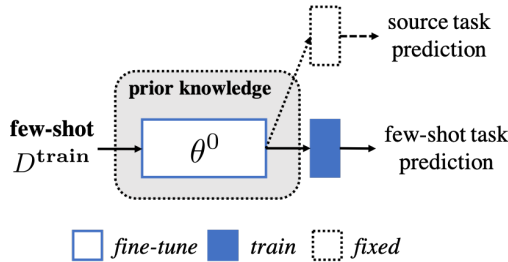 source task
prediction
prior knowledge
few-shot
D^train
θ^0
few-shot task
prediction
fine-tune
train
fixed